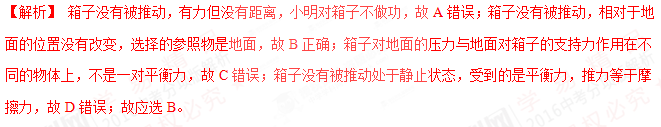 【解析】 箱子没有被推动，有力但没有距离，小明对箱子不做功，故 A 错误；箱子没有被推动，相对于地
面的位置没有改变，选择的参照物是地面，故 B 正确；箱子对地面的压力与地面对箱子的支持力作用在不
同的物体上，不是一对平衡力，故 C 错误；箱子没有被推动处于静止状态，受到的是平衡力，推力等于摩
擦力，故 D 错误；故应选 B。